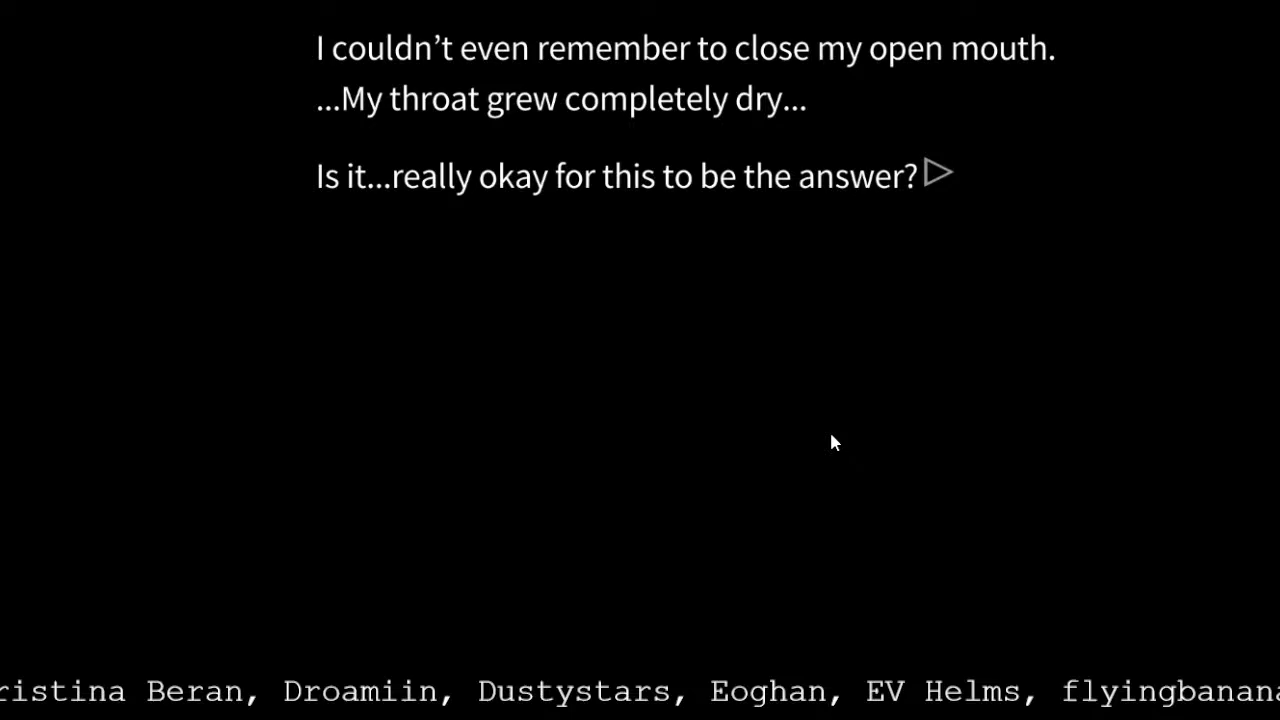 I couldn’t even remember to close my open mouth.
...My throat grew completely dry...
Is it...really okay for this to be the answer?
ristina Beran, Droamiin, Dustystars, Eoghan, EV Helms, flyingbanana